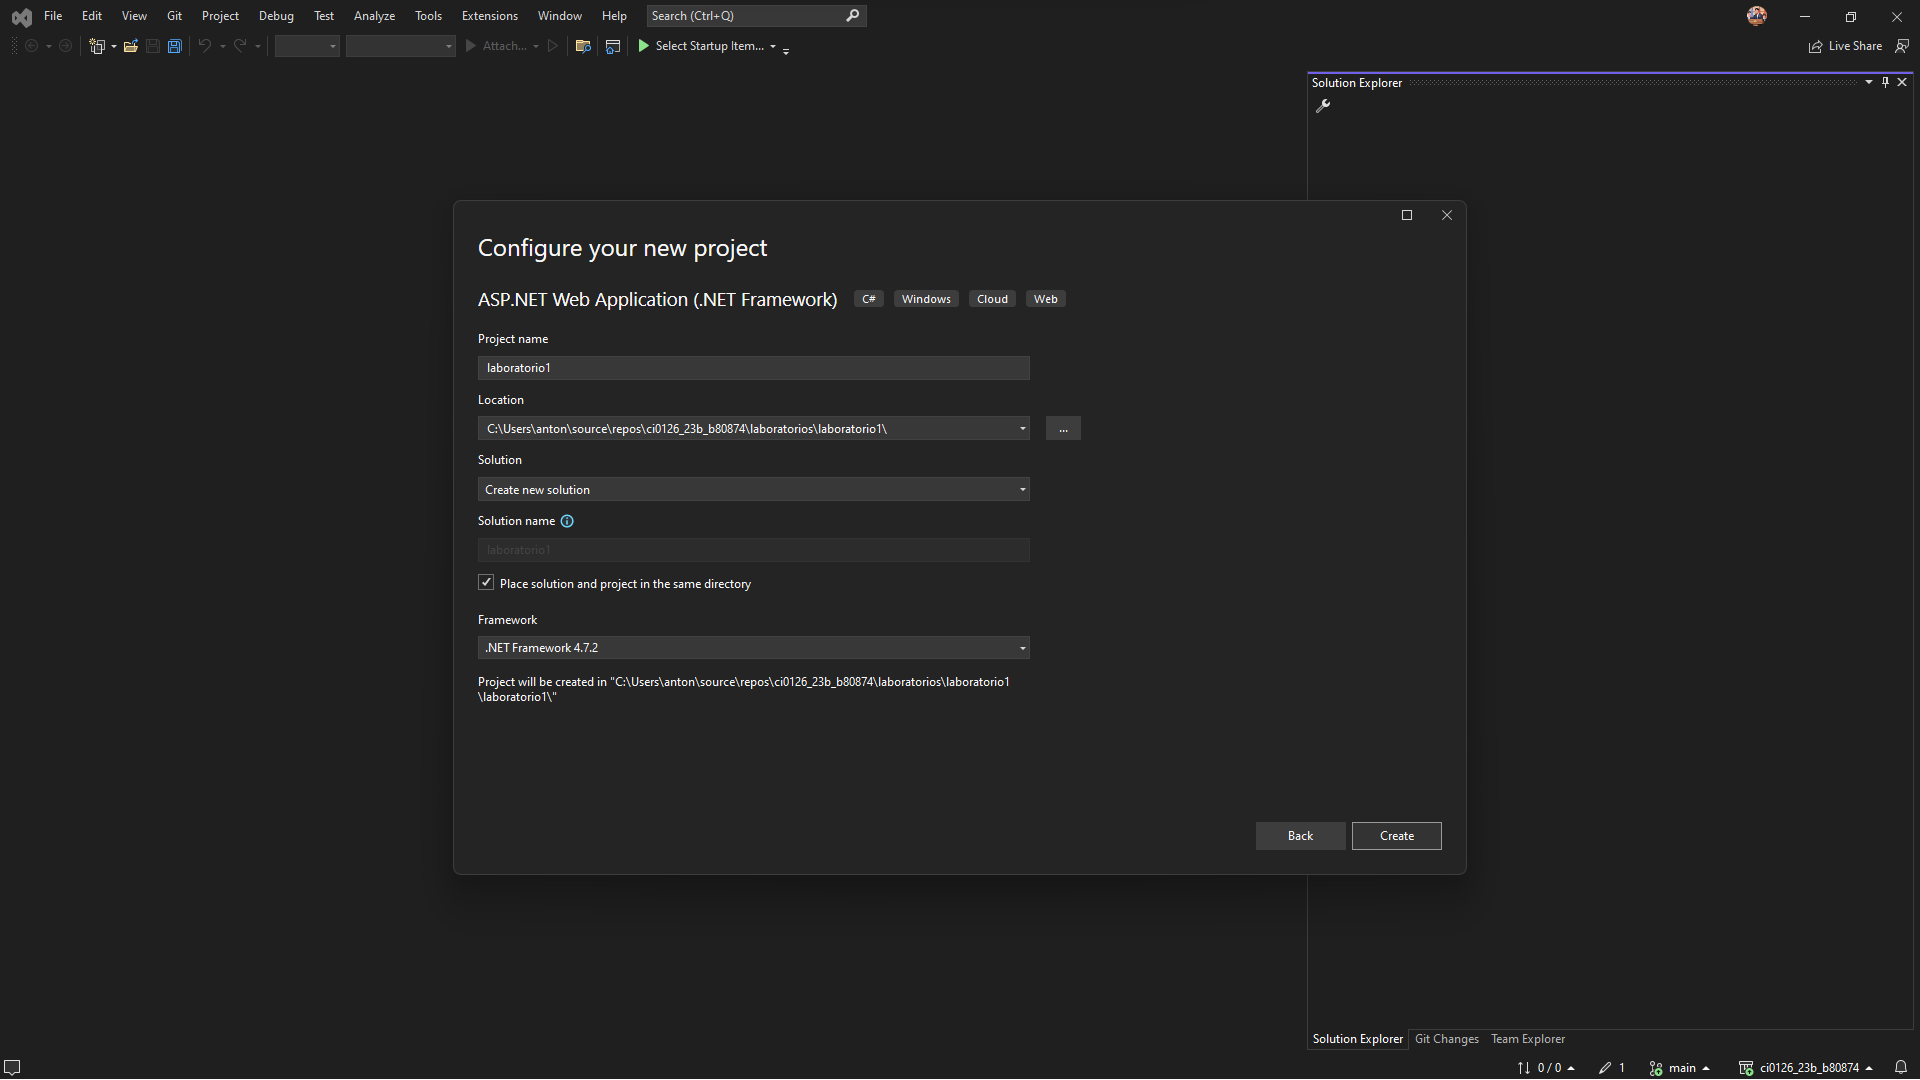 File Edit View Git Project Debug Test Analyze Tools Extensions Window Help Search (Ctrl+Q)
Attach... Select Startup Item... Live Share
Solution Explorer
Configure your new project
ASP.NET Web Application (.NET Framework) C# Windows Cloud Web
Project name
laboratorio1
Location
C:\Users\anton\source\repos\ci0126_23b_b80874\laboratorios\laboratorio1\
...
Solution
Create new solution
Solution name
laboratorio1
Place solution and project in the same directory
Framework
.NET Framework 4.7.2
Project will be created in "C:\Users\anton\source\repos\ci0126_23b_b80874\laboratorios\laboratorio1
\laboratorio1\"
Back Create
Solution Explorer Git Changes Team Explorer
0 / 0 1 main ci0126_23b_b80874